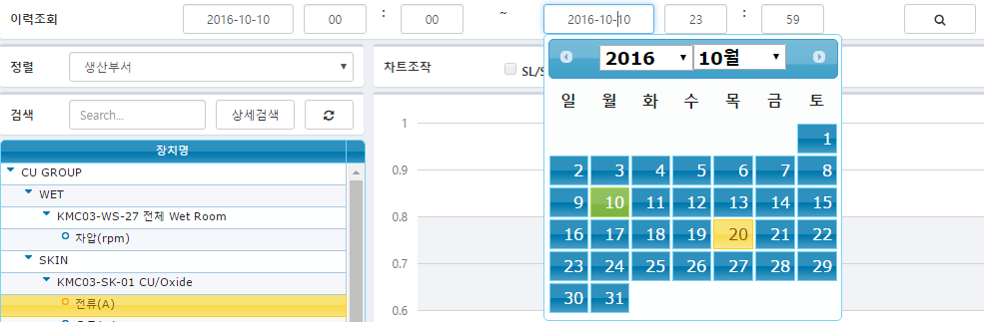 이력조회 2016-10-10 00 : 00 ~ 2016-10-10 23 : 59
정렬 생산부서 차트조작 SL/S
검색 Search... 상세검색
장치명
CU GROUP
WET
KMC03-WS-27 전체 Wet Room
차압(rpm)
SKIN
KMC03-SK-01 CU/Oxide
전류(A)
1
0.9
0.8
0.7
0.6
2016 10월
일 월 화 수 목 금 토
1
2 3 4 5 6 7 8
9 10 11 12 13 14 15
16 17 18 19 20 21 22
23 24 25 26 27 28 29
30 31